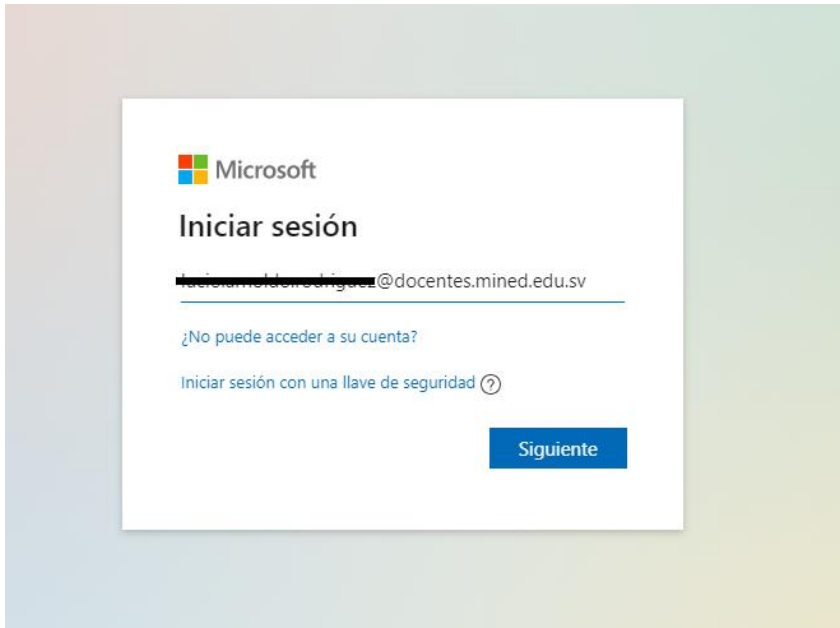 Microsoft
Iniciar sesión
@docentes.mined.edu.sv
¿No puede acceder a su cuenta?
Iniciar sesión con una llave de seguridad ?
Siguiente